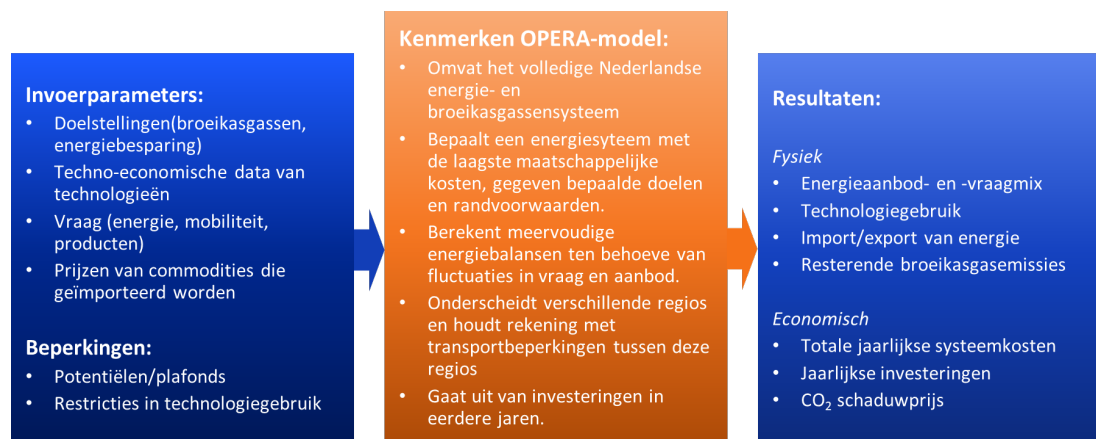 Invoerparameters:
• Doelstellingen(broeikasgassen,
energiebesparing)
• Techno-economische data van
technologieën
• Vraag (energie, mobiliteit,
producten)
• Prijzen van commodities die
geïmporteerd worden
Beperkingen:
• Potentiëlen/plafonds
• Restricties in technologiegebruik
Kenmerken OPERA-model:
• Omvat het volledige Nederlandse
energie- en
broeikasgassensysteem
• Bepaalt een energiesyteem met
de laagste maatschappelijke
kosten, gegeven bepaalde doelen
en randvoorwaarden.
• Berekent meervoudige
energiebalansen ten behoeve van
fluctuaties in vraag en aanbod.
• Onderscheidt verschillende regios
en houdt rekening met
transportbeperkingen tussen deze
regios
• Gaat uit van investeringen in
eerdere jaren.
Resultaten:
Fysiek
• Energieaanbod- en -vraagmix
• Technologiegebruik
• Import/export van energie
• Resterende broeikasgasemissies
Economisch
• Totale jaarlijkse systeemkosten
• Jaarlijkse investeringen
• CO₂ schaduwprijs